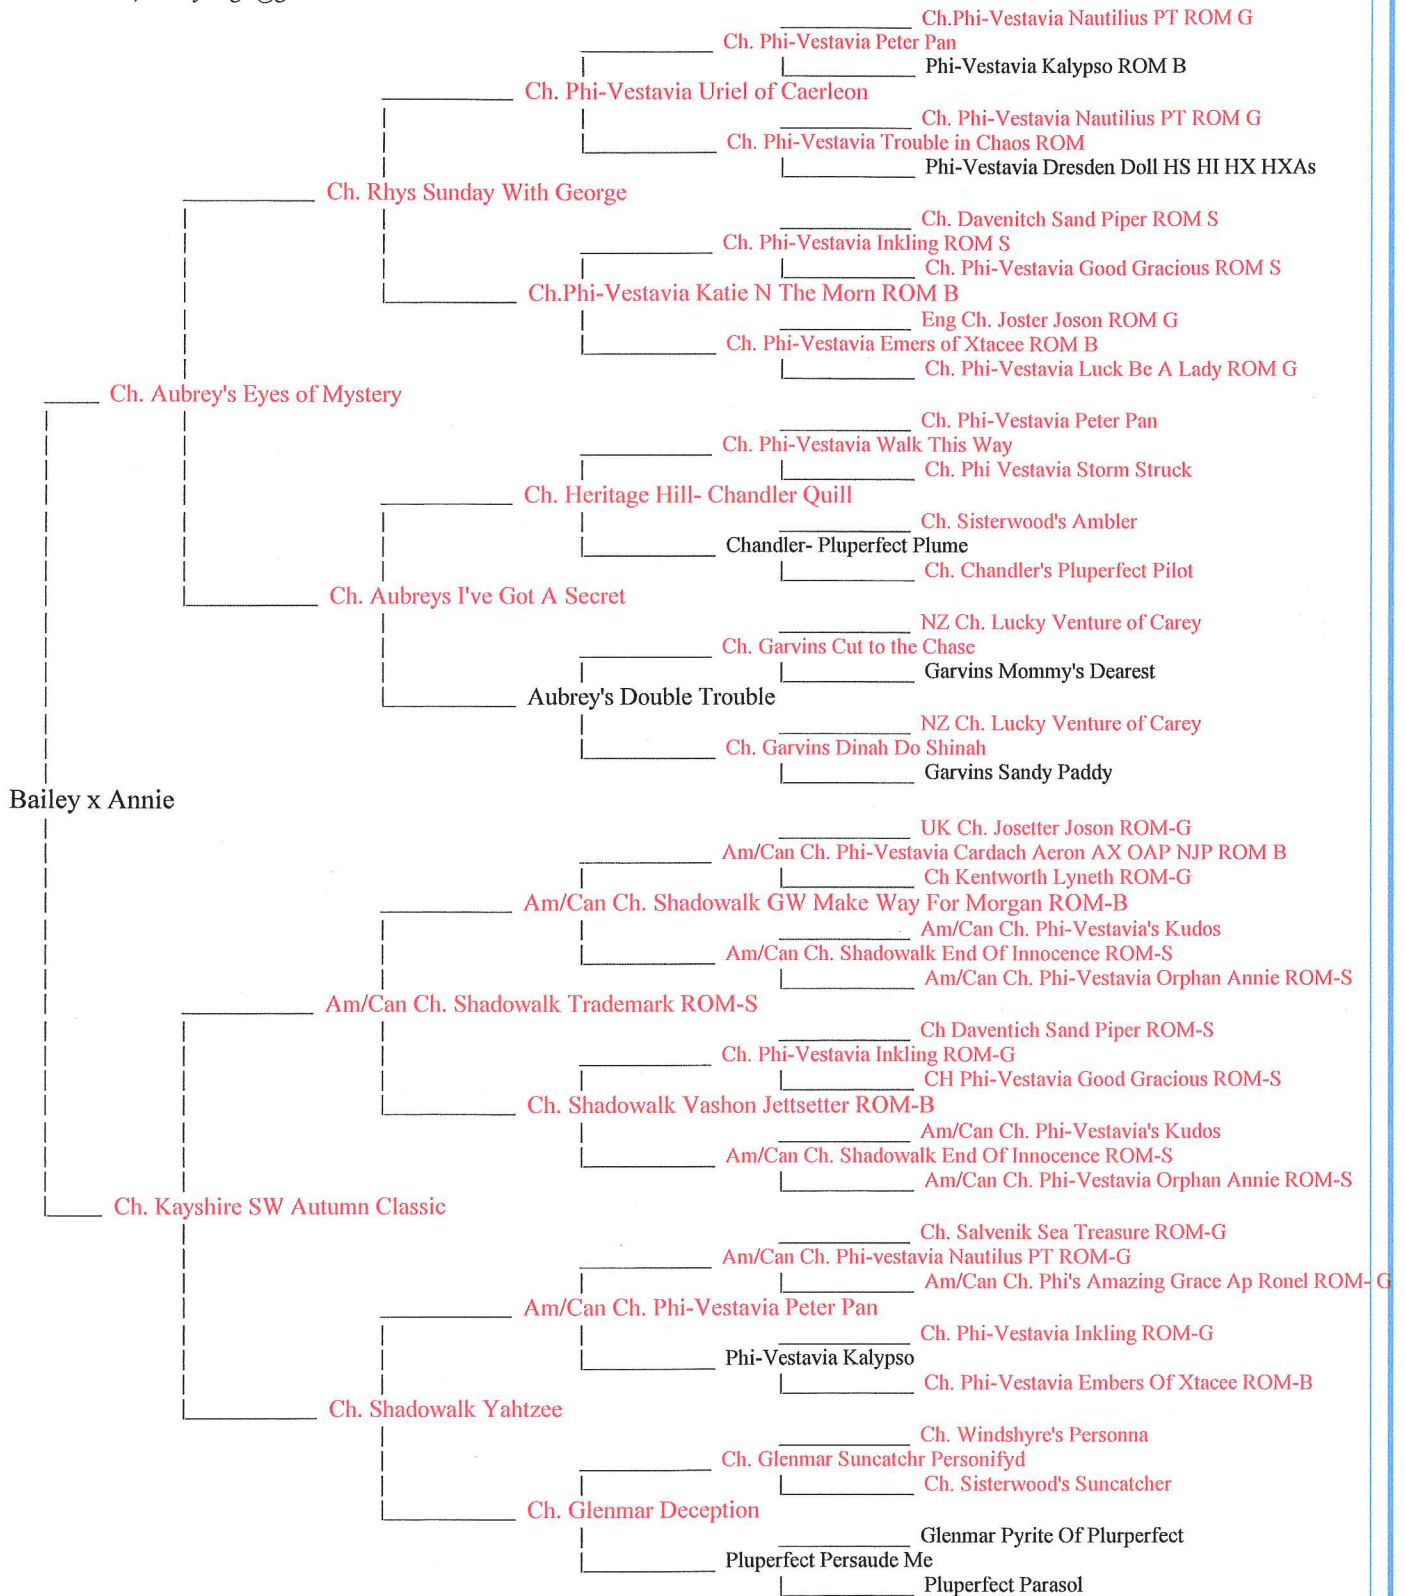 Ch.Phi-Vestavia Nautilius PT ROM G
Ch. Phi-Vestavia Peter Pan
Phi-Vestavia Kalypso ROM B
Ch. Phi-Vestavia Uriel of Caerleon
Ch. Phi-Vestavia Nautilius PT ROM G
Ch. Phi-Vestavia Trouble in Chaos ROM
Phi-Vestavia Dresden Doll HS HI HX HXAs
Ch. Rhys Sunday With George
Ch. Davenitch Sand Piper ROM S
Ch. Phi-Vestavia Inkling ROM S
Ch. Phi-Vestavia Good Gracious ROM S
Ch.Phi-Vestavia Katie N The Morn ROM B
Eng Ch. Joster Joson ROM G
Ch. Phi-Vestavia Emers of Xtacee ROM B
Ch. Phi-Vestavia Luck Be A Lady ROM G
Ch. Aubrey's Eyes of Mystery
Ch. Phi-Vestavia Peter Pan
Ch. Phi-Vestavia Walk This Way
Ch. Phi Vestavia Storm Struck
Ch. Heritage Hill- Chandler Quill
Ch. Sisterwood's Ambler
Chandler- Pluperfect Plume
Ch. Chandler's Pluperfect Pilot
Ch. Aubreys I've Got A Secret
NZ Ch. Lucky Venture of Carey
Ch. Garvins Cut to the Chase
Garvins Mommy's Dearest
Aubrey's Double Trouble
NZ Ch. Lucky Venture of Carey
Ch. Garvins Dinah Do Shinah
Garvins Sandy Paddy
Bailey x Annie
UK Ch. Josetter Joson ROM-G
Am/Can Ch. Phi-Vestavia Cardach Aeron AX OAP NJP ROM B
Ch Kentworth Lyneth ROM-G
Am/Can Ch. Shadowalk GW Make Way For Morgan ROM-B
Am/Can Ch. Phi-Vestavia's Kudos
Am/Can Ch. Shadowalk End Of Innocence ROM-S
Am/Can Ch. Phi-Vestavia Orphan Annie ROM-S
Am/Can Ch. Shadowalk Trademark ROM-S
Ch Daventich Sand Piper ROM-S
Ch. Phi-Vestavia Inkling ROM-G
CH Phi-Vestavia Good Gracious ROM-S
Ch. Shadowalk Vashon Jettsetter ROM-B
Am/Can Ch. Phi-Vestavia's Kudos
Am/Can Ch. Shadowalk End Of Innocence ROM-S
Am/Can Ch. Phi-Vestavia Orphan Annie ROM-S
Ch. Kayshire SW Autumn Classic
Ch. Salvenik Sea Treasure ROM-G
Am/Can Ch. Phi-vestavia Nautilus PT ROM-G
Am/Can Ch. Phi's Amazing Grace Ap Ronel ROM- G
Am/Can Ch. Phi-Vestavia Peter Pan
Ch. Phi-Vestavia Inkling ROM-G
Phi-Vestavia Kalypso
Ch. Phi-Vestavia Embers Of Xtacee ROM-B
Ch. Shadowalk Yahtzee
Ch. Windshyre's Personna
Ch. Glenmar Suncatchr Personifyd
Ch. Sisterwood's Suncatcher
Ch. Glenmar Deception
Glenmar Pyrite Of Plurperfect
Pluperfect Persaude Me
Pluperfect Parasol